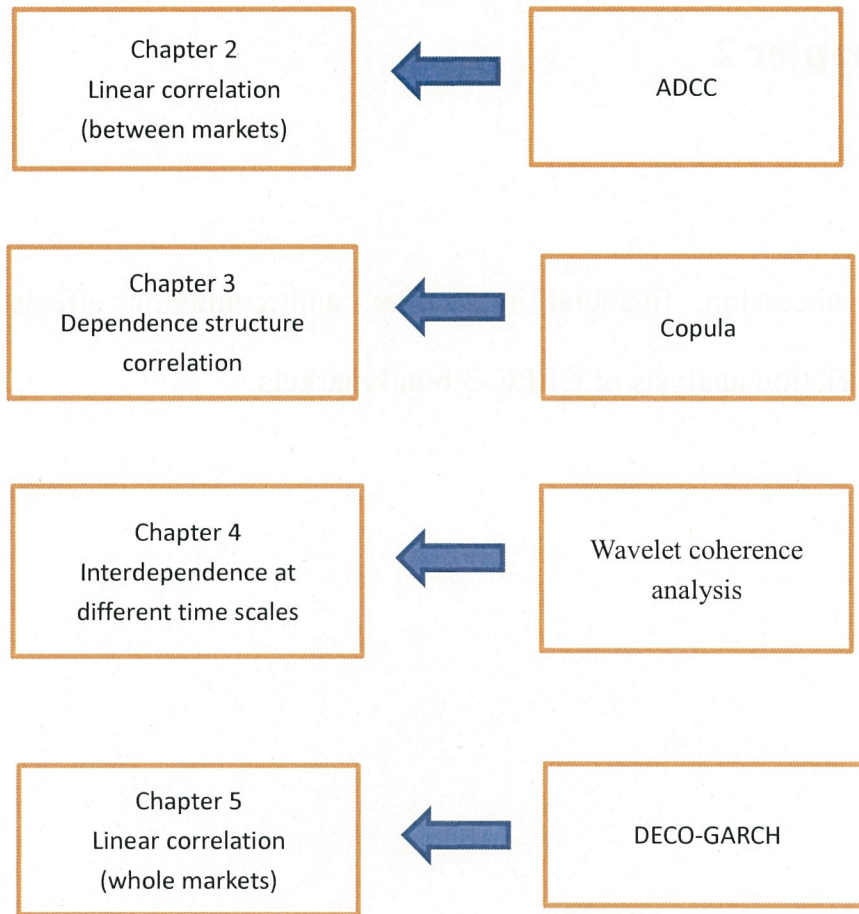 Chapter 2
Linear correlation
(between markets)
ADCC
Chapter 3
Dependence structure
correlation
Copula
Chapter 4
Interdependence at
different time scales
Wavelet coherence
analysis
Chapter 5
Linear correlation
(whole markets)
DECO-GARCH